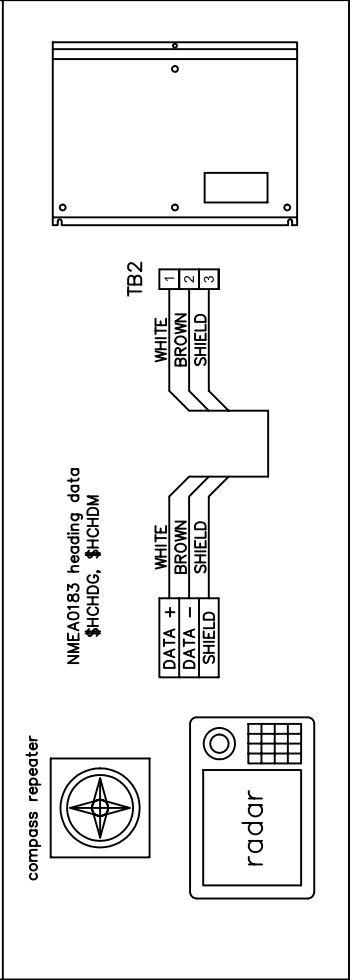 compass repeater
NMEA0183 heading data
$HCHDG, $HCHDM
TB2
DATA + WHITE WHITE 1
DATA - BROWN BROWN 2
SHIELD SHIELD SHIELD 3
radar